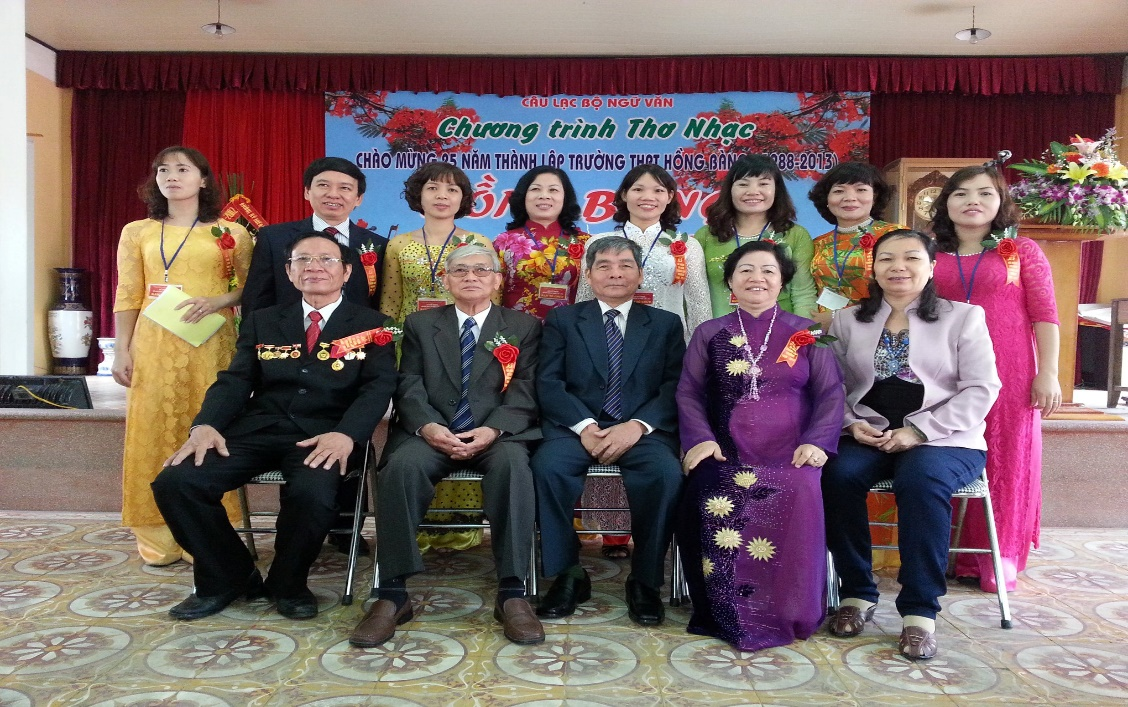 CÂU LẠC BỘ NGỮ VĂN
Chương trình Thơ Nhạc
CHÀO MỪNG 25 NĂM THÀNH LẬP TRƯỜNG THPT HỒNG BÀNG (1988-2013)